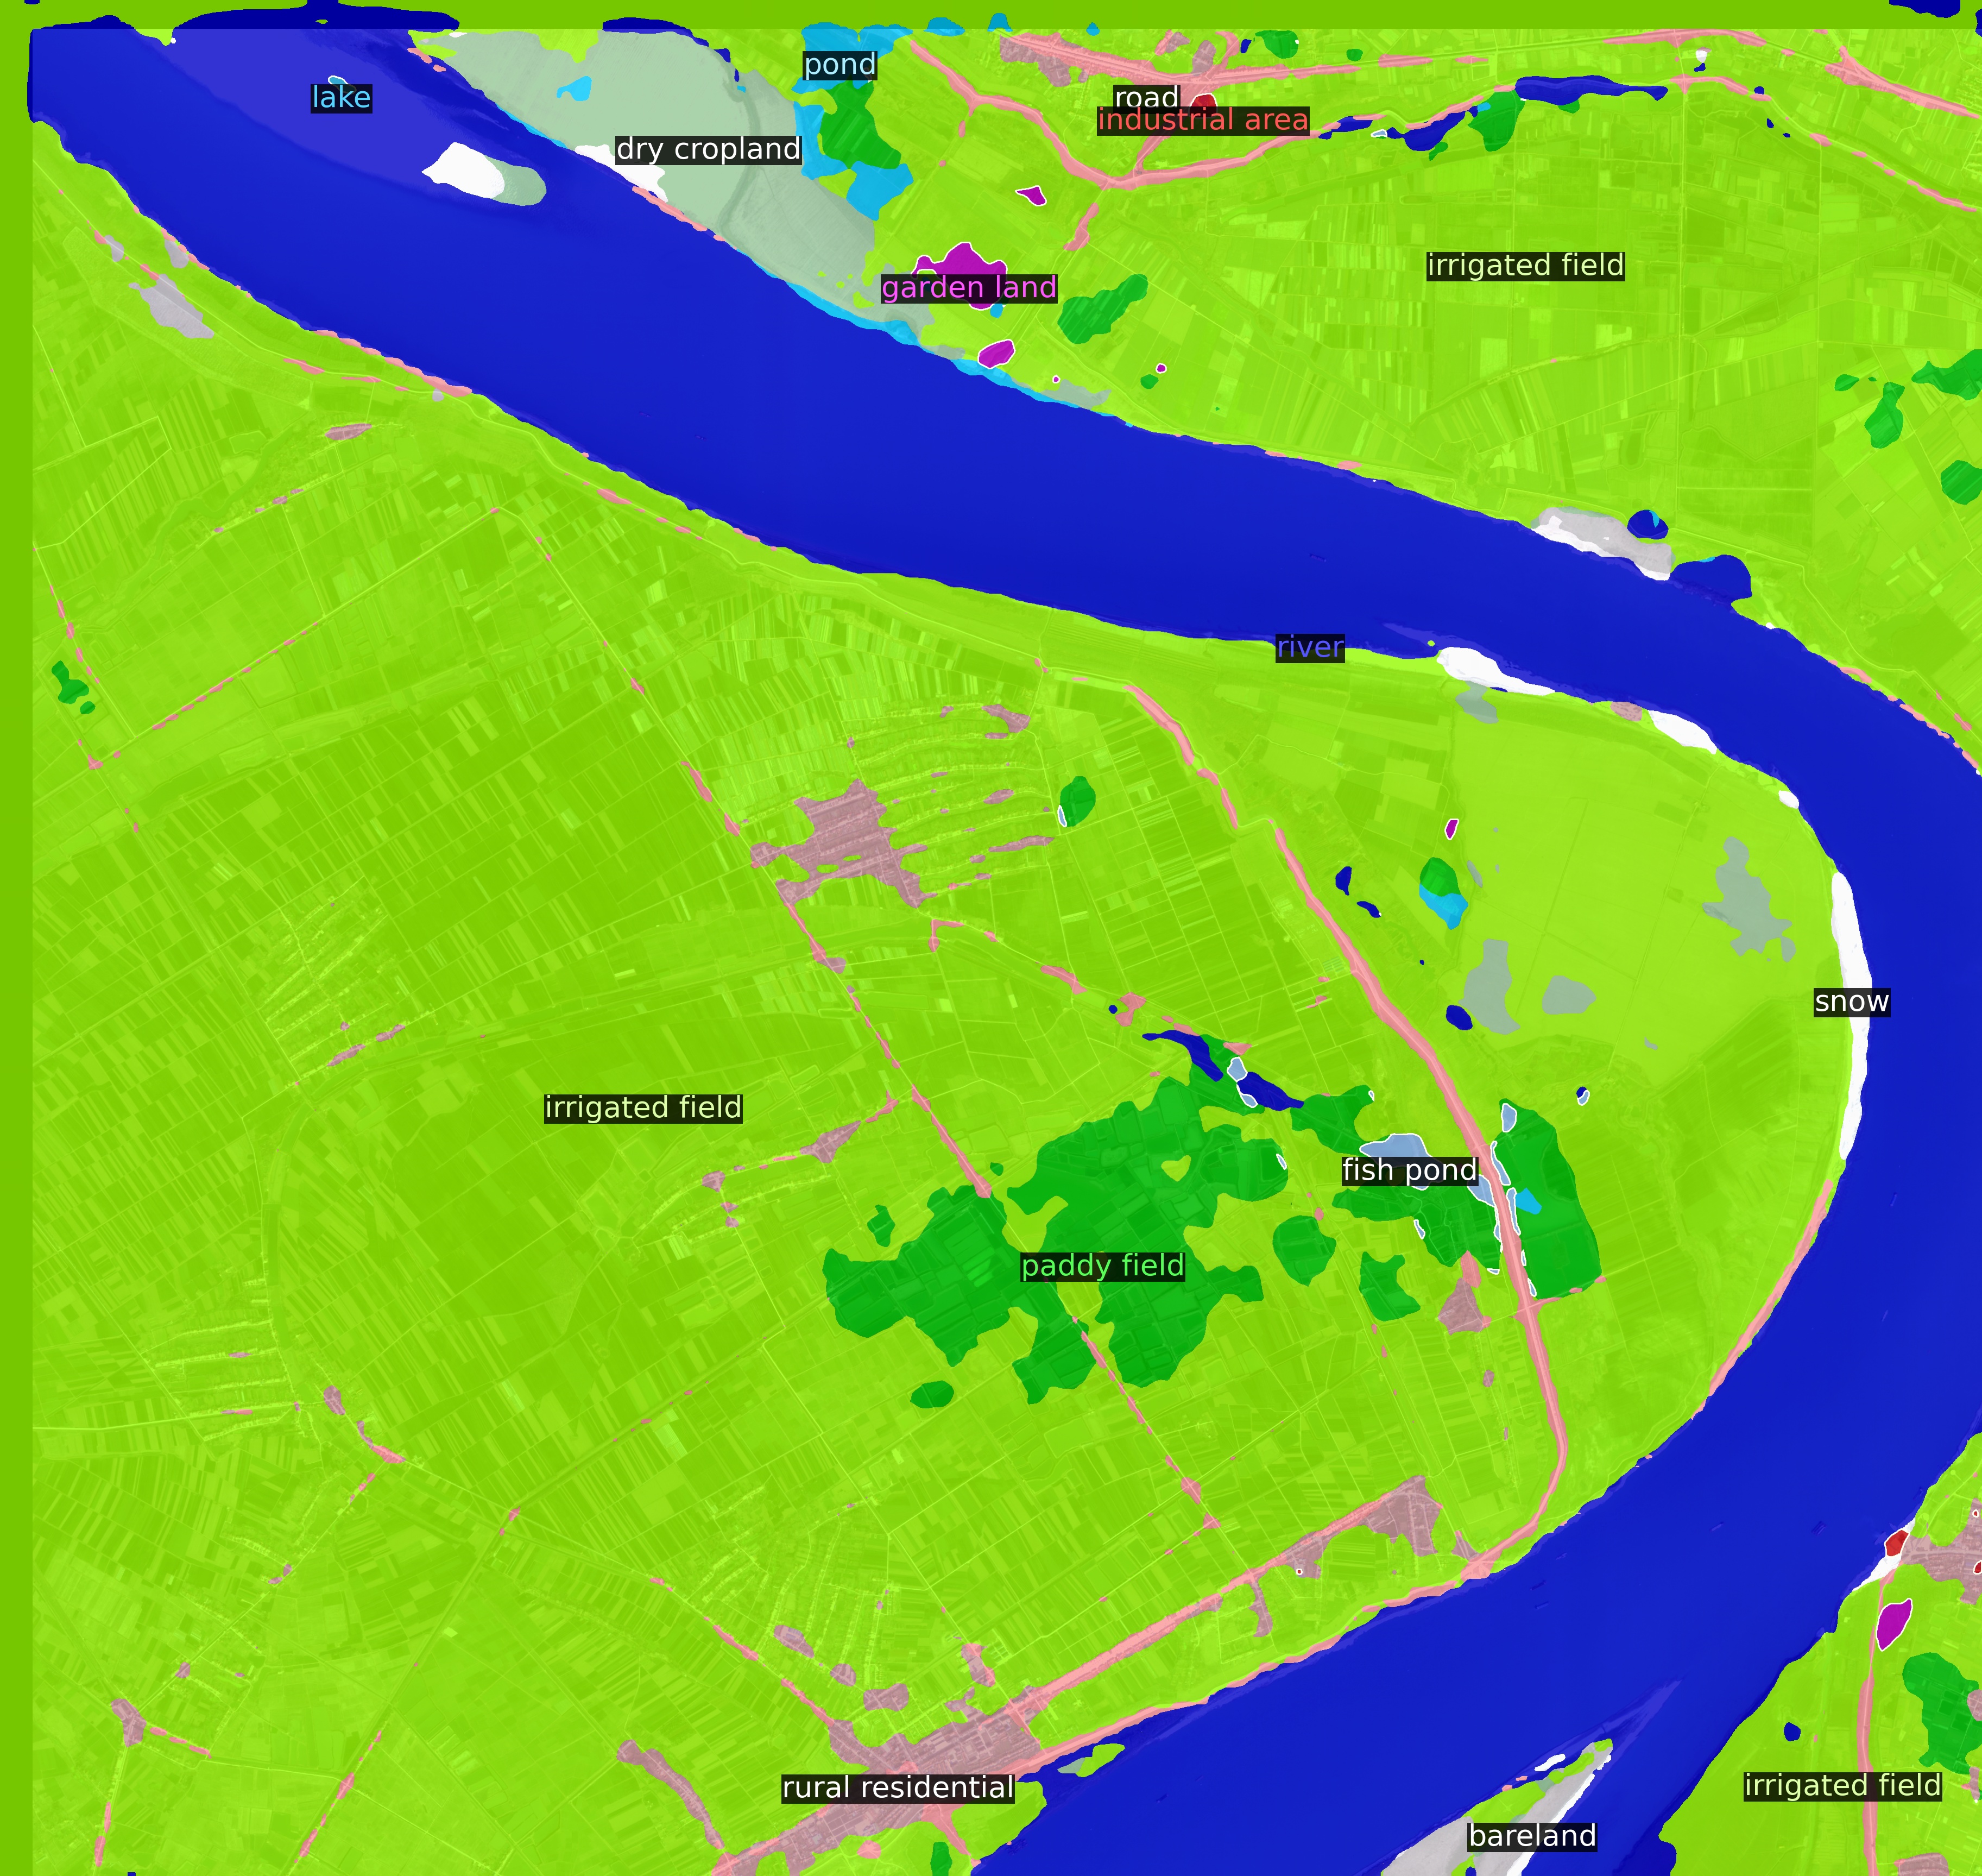 pond
lake
road
industrial area
dry cropland
irrigated field
garden land
river
snow
irrigated field
fish pond
paddy field
rural residential
irrigated field
bareland